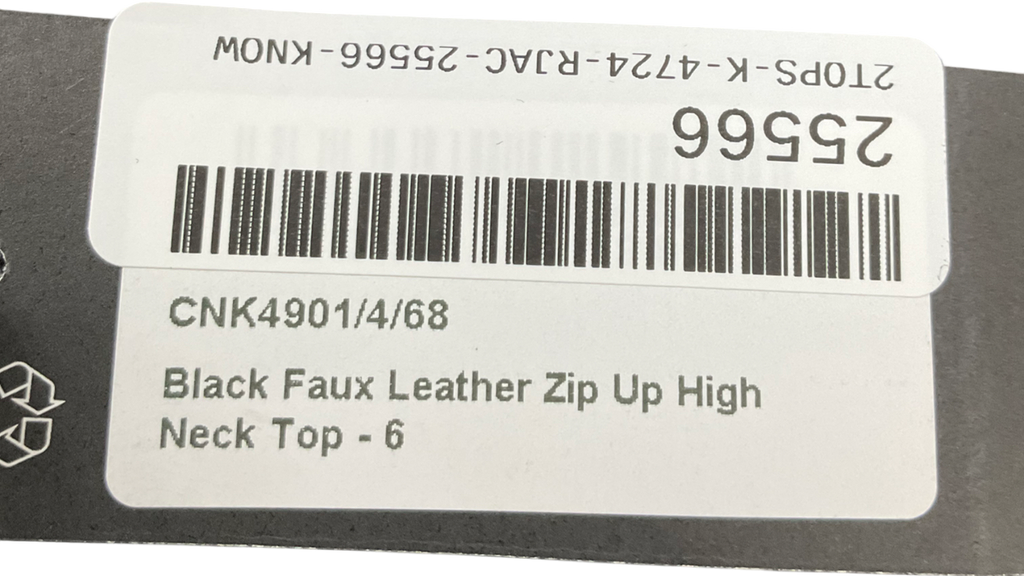 2TOPS-K-4724-RJAC-25566-KNOW
25566
CNK4901/4/68
Black Faux Leather Zip Up High
Neck Top - 6